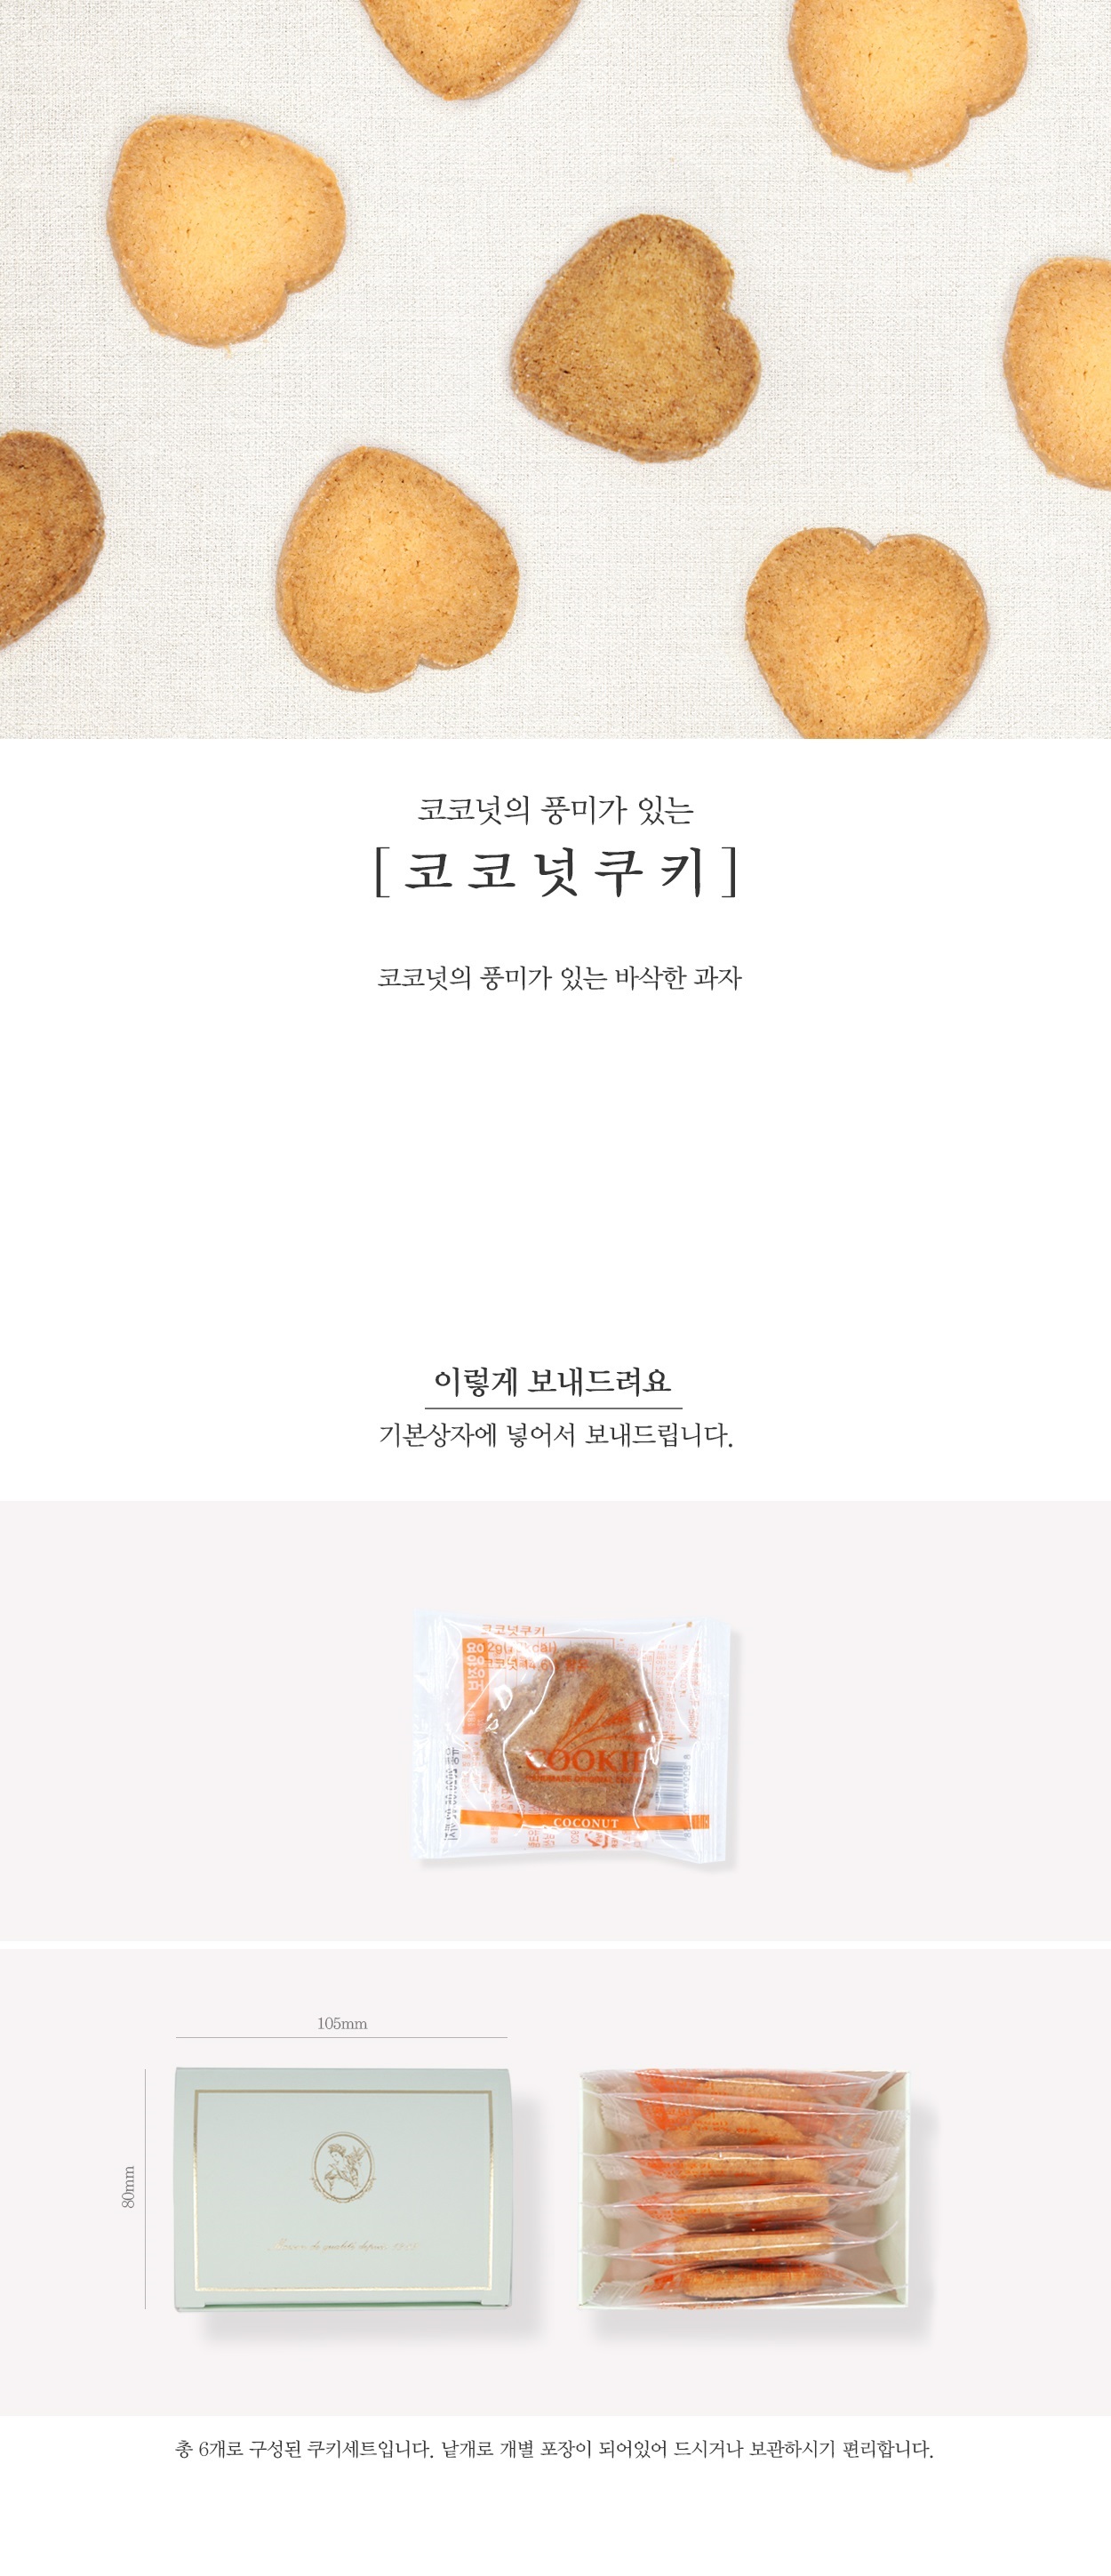 코코넛의 풍미가 있는
[코코넛쿠키]
코코넛의 풍미가 있는 바삭한 과자
이렇게 보내드려요
기본상자에 넣어서 보내드립니다.
코코넛쿠키
COOKIE
COCONUT
105mm
80mm
총 6개로 구성된 쿠키세트입니다. 낱개로 개별 포장이 되어있어 드시거나 보관하시기 편리합니다.